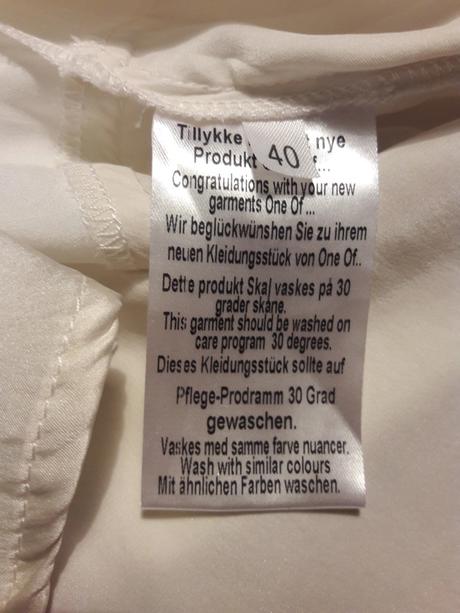 Tillykke nye
Produkt
40
Congratulations with your new
garments One Of ...
Wir beglückwünshen Sie zu ihrem
neuen Kleidungsstück von One Of..
Dette produkt Skal vaskes på 30
grader skåne.
This garment should be washed on
care program 30 degrees.
Dieses Kleidungsstück sollte auf
Pflege-Prodramm 30 Grad
gewaschen.
Vaskes med samme farve nuancer.
Wash with similar colours
Mit ähnlichen Farben waschen.